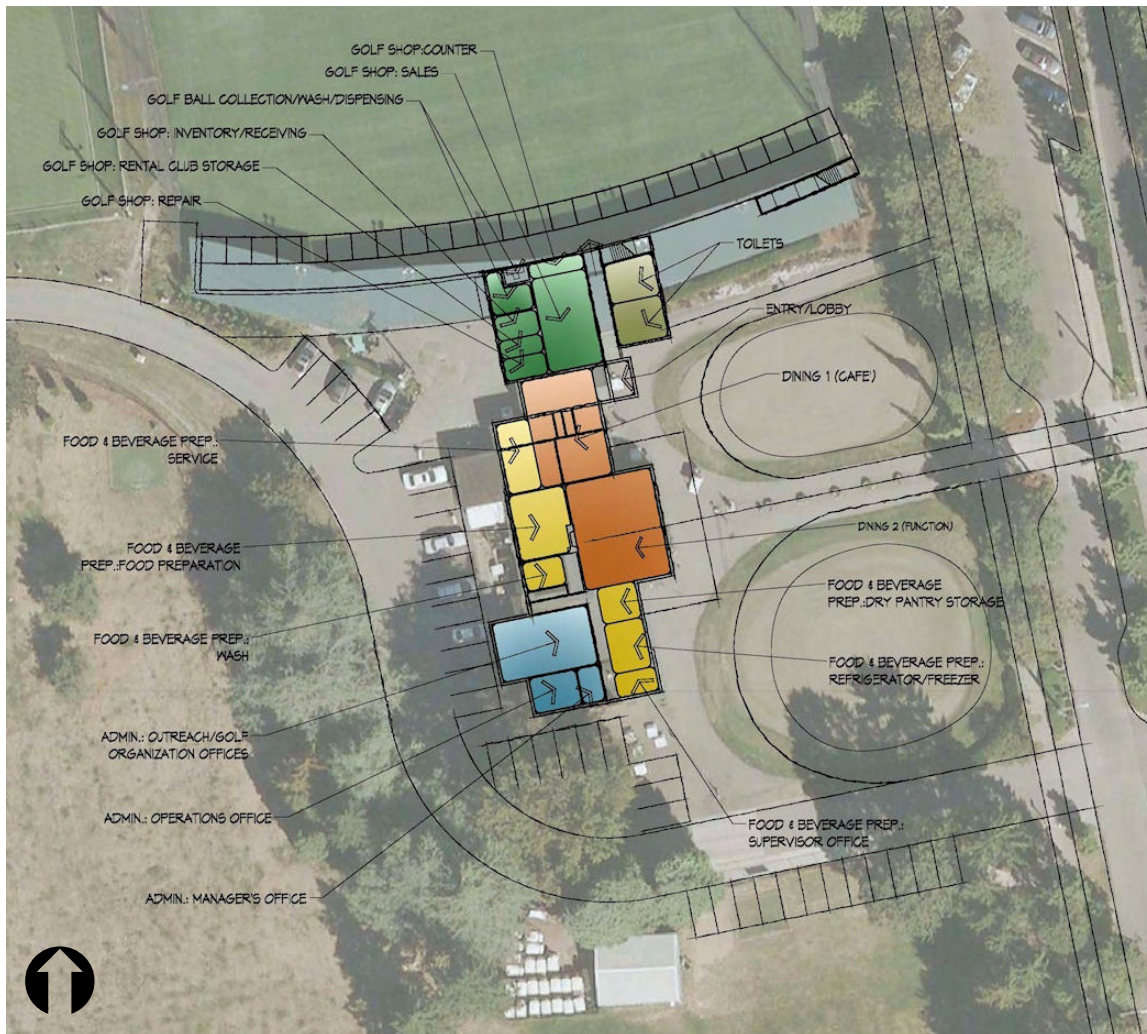 GOLF SHOP:COUNTER
GOLF SHOP: SALES
GOLF BALL COLLECTION/WASH/DISPENSING
GOLF SHOP: INVENTORY/RECEIVING
GOLF SHOP: RENTAL CLUB STORAGE
GOLF SHOP: REPAIR
TOILETS
ENTRY/LOBBY
DINING 1 (CAFE')
FOOD & BEVERAGE PREP.:
SERVICE
DINING 2 (FUNCTION)
FOOD & BEVERAGE
PREP.:FOOD PREPARATION
FOOD & BEVERAGE
PREP.:DRY PANTRY STORAGE
FOOD & BEVERAGE PREP.:
WASH
FOOD & BEVERAGE PREP.:
REFRIGERATOR/FREEZER
ADMIN.: OUTREACH/GOLF
ORGANIZATION OFFICES
ADMIN.: OPERATIONS OFFICE
FOOD & BEVERAGE PREP.:
SUPERVISOR OFFICE
ADMIN.: MANAGER'S OFFICE